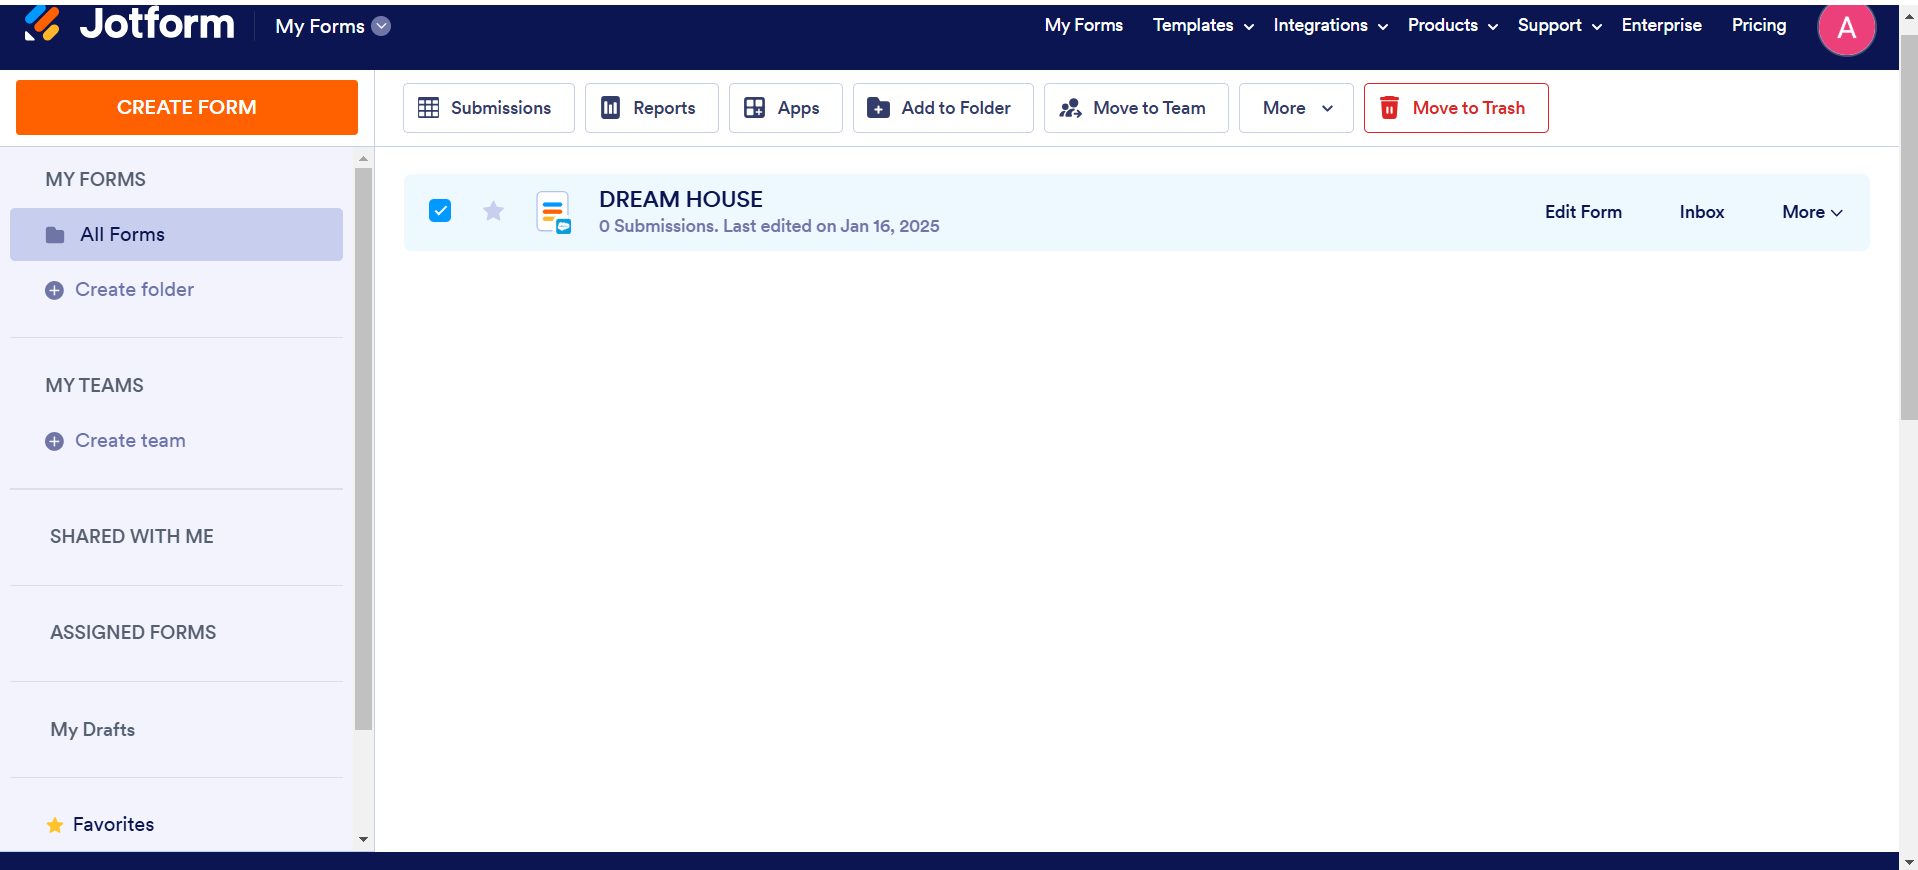 Jotform My Forms My Forms Templates Integrations Products Support Enterprise Pricing A
CREATE FORM Submissions Reports Apps Add to Folder Move to Team More Move to Trash
MY FORMS
All Forms
Create folder
MY TEAMS
Create team
SHARED WITH ME
ASSIGNED FORMS
My Drafts
Favorites
DREAM HOUSE
0 Submissions. Last edited on Jan 16, 2025
Edit Form Inbox More